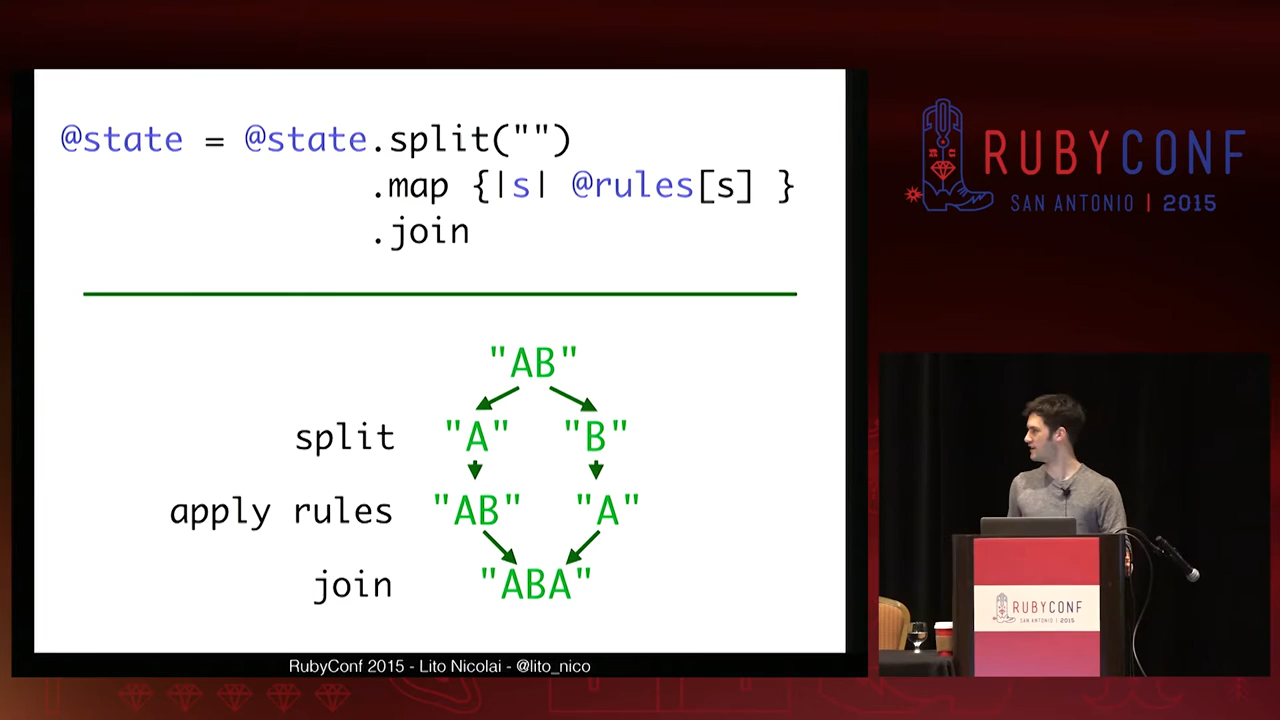 @state = @state.split("")
.map {|s| @rules[s] }
.join
"AB"
split "A" "B"
apply rules "AB" "A"
join "ABA"
RubyConf 2015 - Lito Nicolai - @lito_nico
RUBYCONF
SAN ANTONIO | 2015
RUBYCONF
SAN ANTONIO | 2015